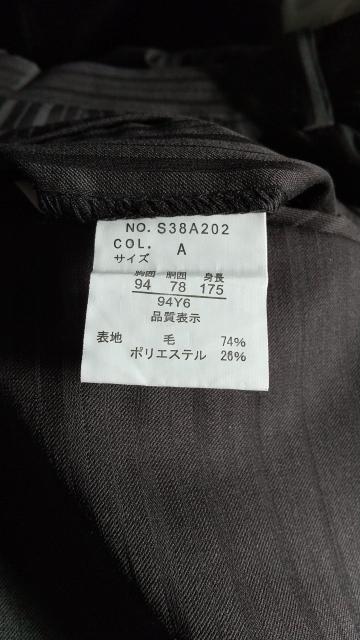 NO. S38A202
COL. A
サイズ
胸囲 胴囲 身長
94 78 175
94Y6
品質表示
表地 毛 74%
ポリエステル 26%